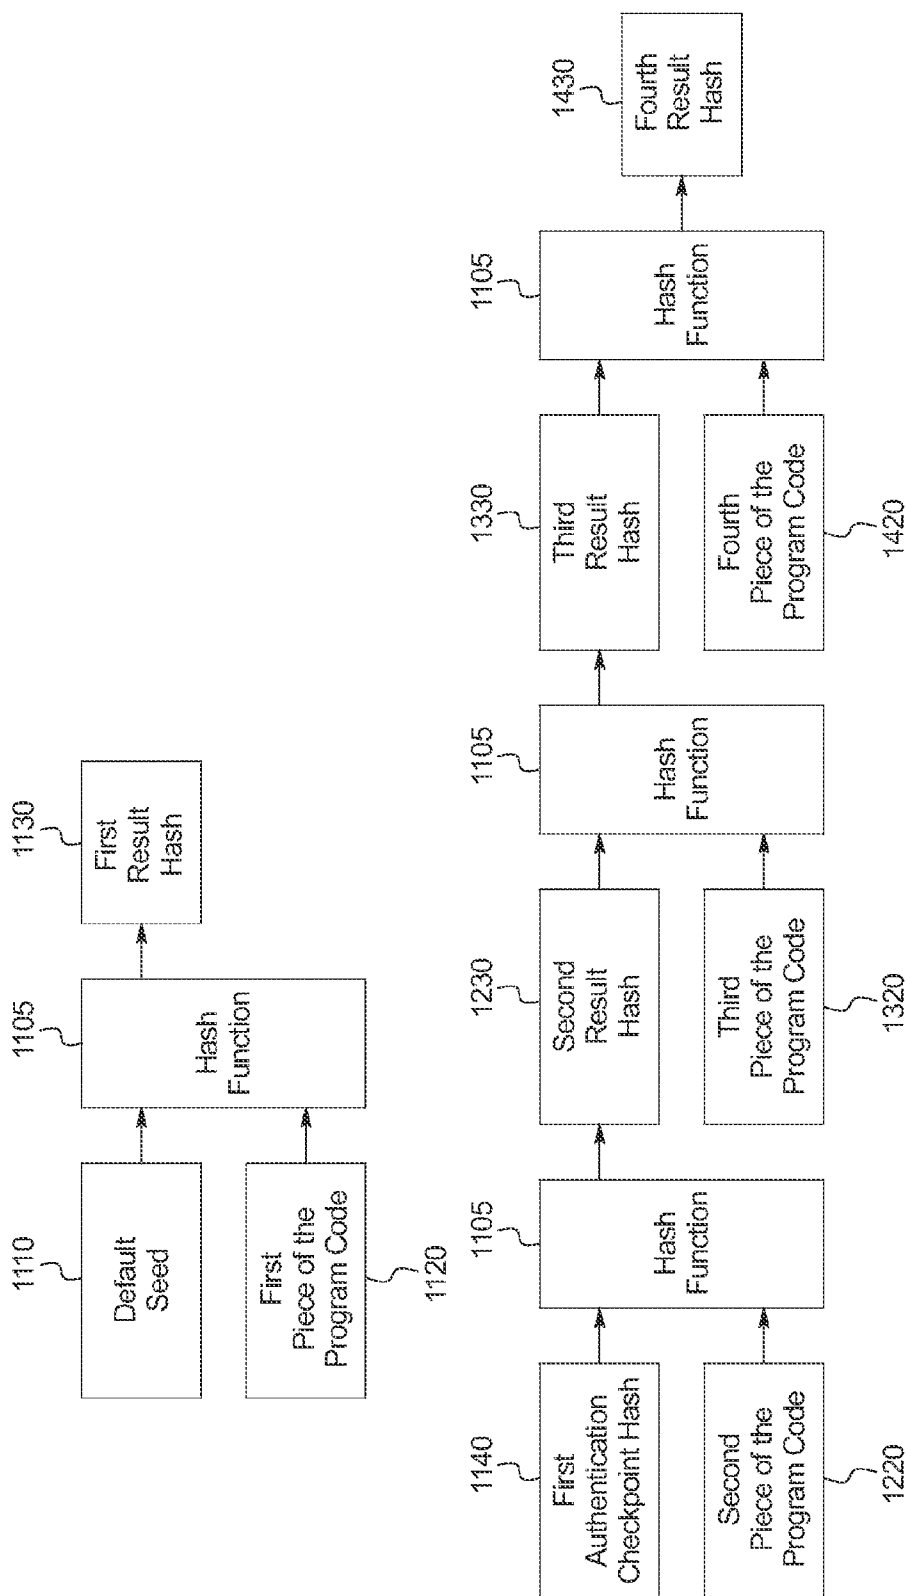 1110
Default
Seed
First
Piece of the
Program Code
1120
1105
Hash
Function
1130
First
Result
Hash
1140
First
Authentication
Checkpoint Hash
Second
Piece of the
Program Code
1220
1105
Hash
Function
1230
Second
Result
Hash
Third
Piece of the
Program Code
1320
1105
Hash
Function
1330
Third
Result
Hash
Fourth
Piece of the
Program Code
1420
1105
Hash
Function
1430
Fourth
Result
Hash